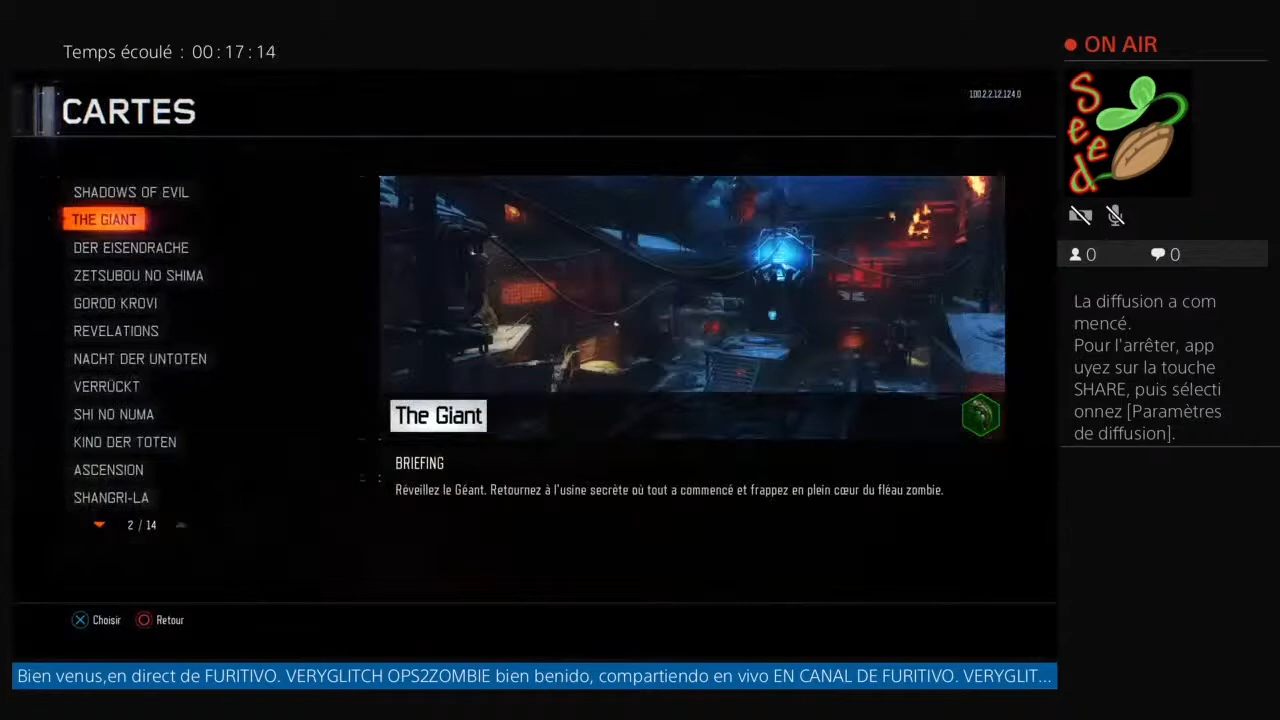 Temps écoulé : 00:17:14
ON AIR
CARTES
100.2.2.12.124.0
Seed
SHADOWS OF EVIL
THE GIANT
DER EISENDRACHE
ZETSUBOU NO SHIMA
GOROD KROVI
REVELATIONS
NACHT DER UNTOTEN
VERRÜCKT
SHI NO NUMA
KINO DER TOTEN
ASCENSION
SHANGRI-LA
2 / 14
The Giant
BRIEFING
Réveillez le Géant. Retournez à l'usine secrète où tout a commencé et frappez en plein cœur du fléau zombie.
0
0
La diffusion a com
mencé.
Pour l'arrêter, app
uyez sur la touche
SHARE, puis sélecti
onnez [Paramètres
de diffusion].
Choisir
Retour
Bien venus,en direct de FURITIVO. VERYGLITCH OPS2ZOMBIE bien benido, compartiendo en vivo EN CANAL DE FURITIVO. VERYGLIT...